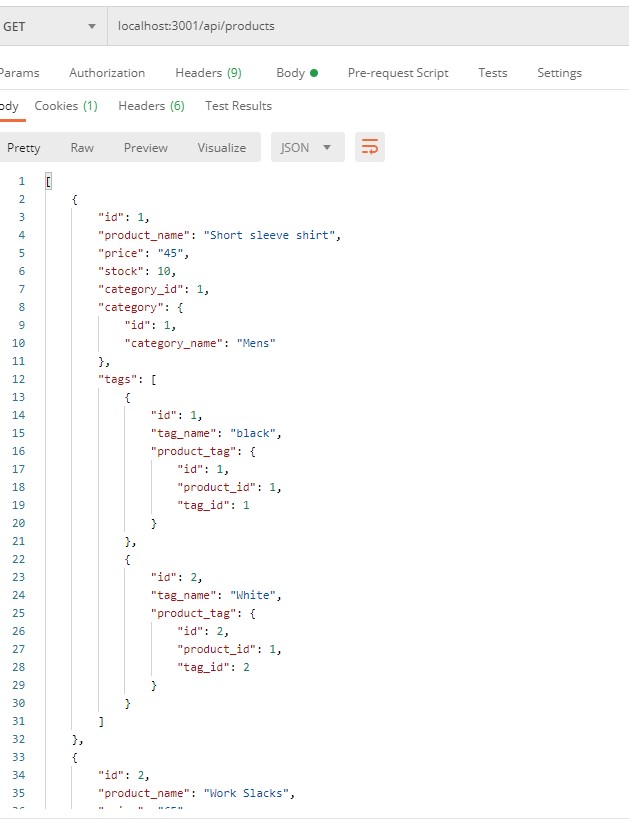 GET localhost:3001/api/products
Params Authorization Headers (9) Body Pre-request Script Tests Settings
ody Cookies (1) Headers (6) Test Results
Pretty Raw Preview Visualize JSON
1 [
2 {
3 "id": 1,
4 "product_name": "Short sleeve shirt",
5 "price": "45",
6 "stock": 10,
7 "category_id": 1,
8 "category": {
9 "id": 1,
10 "category_name": "Mens"
11 },
12 "tags": [
13 {
14 "id": 1,
15 "tag_name": "black",
16 "product_tag": {
17 "id": 1,
18 "product_id": 1,
19 "tag_id": 1
20 }
21 },
22 {
23 "id": 2,
24 "tag_name": "White",
25 "product_tag": {
26 "id": 2,
27 "product_id": 1,
28 "tag_id": 2
29 }
30 }
31 ]
32 },
33 {
34 "id": 2,
35 "product_name": "Work Slacks",